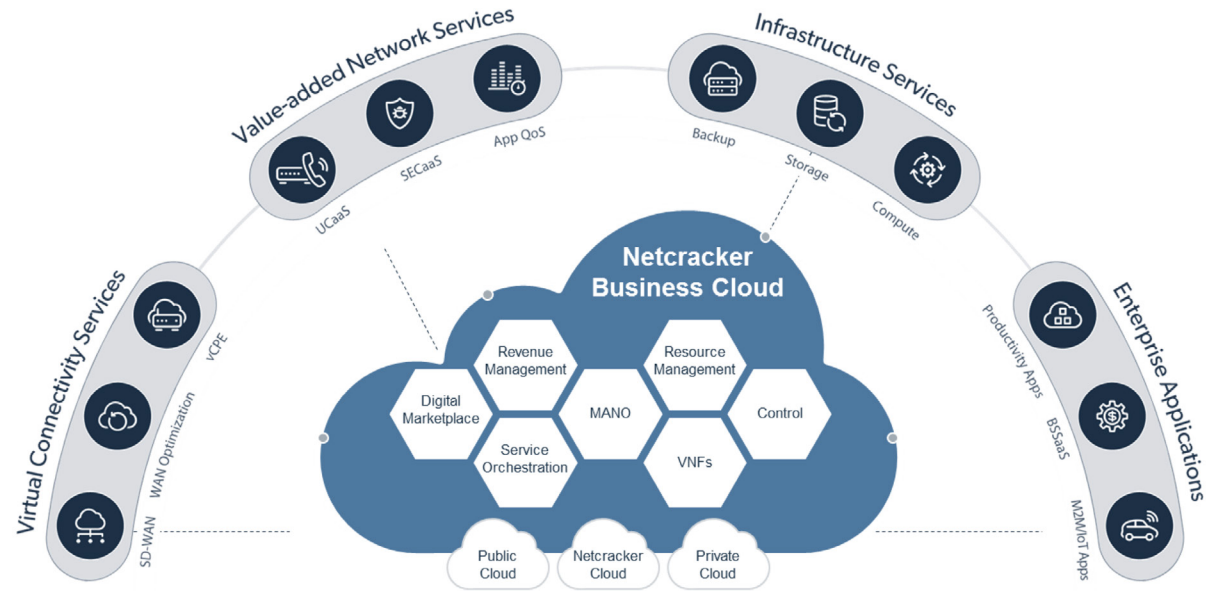 Virtual Connectivity Services
SD-WAN
WAN Optimization
vCPE
Value-added Network Services
UCaaS
SECaaS
App QoS
Infrastructure Services
Backup
Storage
Compute
Enterprise Applications
Productivity Apps
BSSaaS
M2M/IoT Apps
Netcracker
Business Cloud
Revenue
Management
Resource
Management
Digital
Marketplace
MANO
Control
Service
Orchestration
VNFs
Public
Cloud
Netcracker
Cloud
Private
Cloud